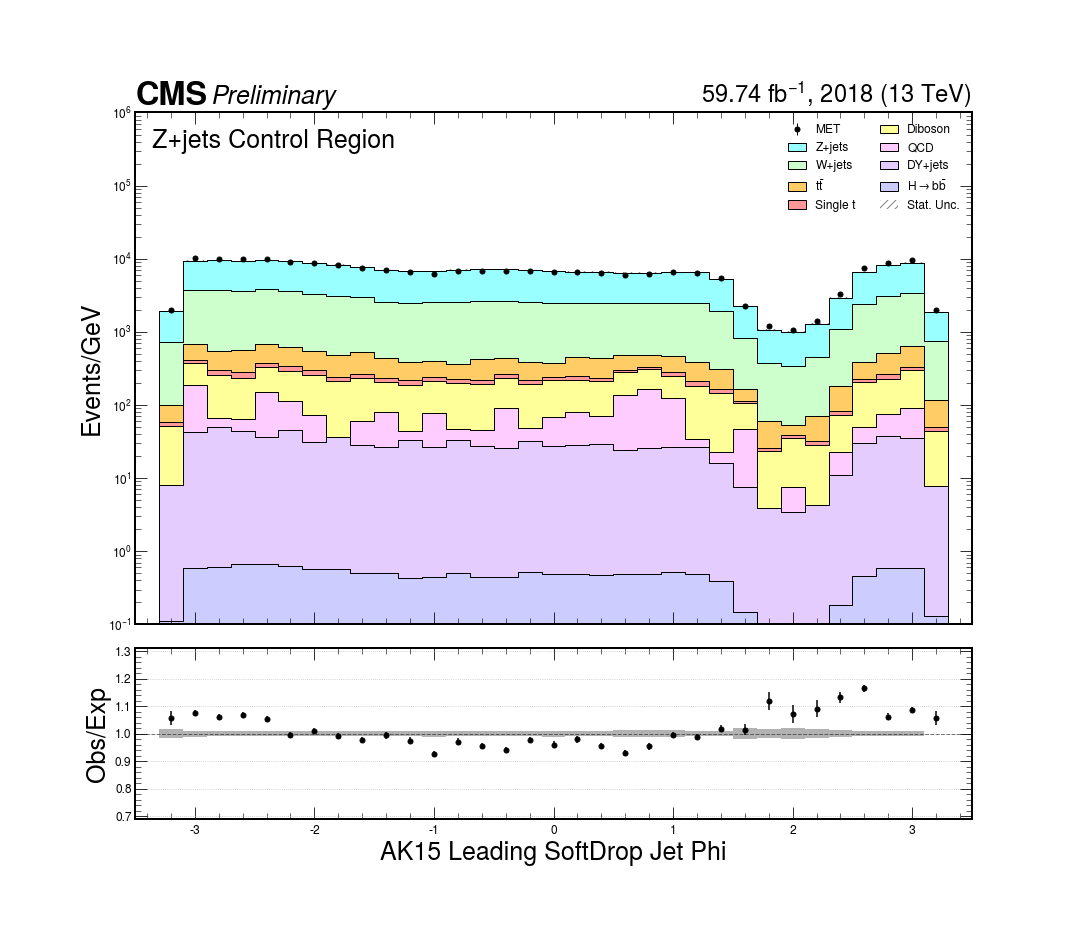 CMS Preliminary 59.74 fb⁻¹, 2018 (13 TeV)
Z+jets Control Region
MET
Z+jets
W+jets
tt̄
Single t
Diboson
QCD
DY+jets
H→bb̄
Stat. Unc.
Events/GeV
10⁶
10⁵
10⁴
10³
10²
10¹
10⁰
10⁻¹
Obs/Exp
1.3
1.2
1.1
1.0
0.9
0.8
0.7
-3 -2 -1 0 1 2 3
AK15 Leading SoftDrop Jet Phi